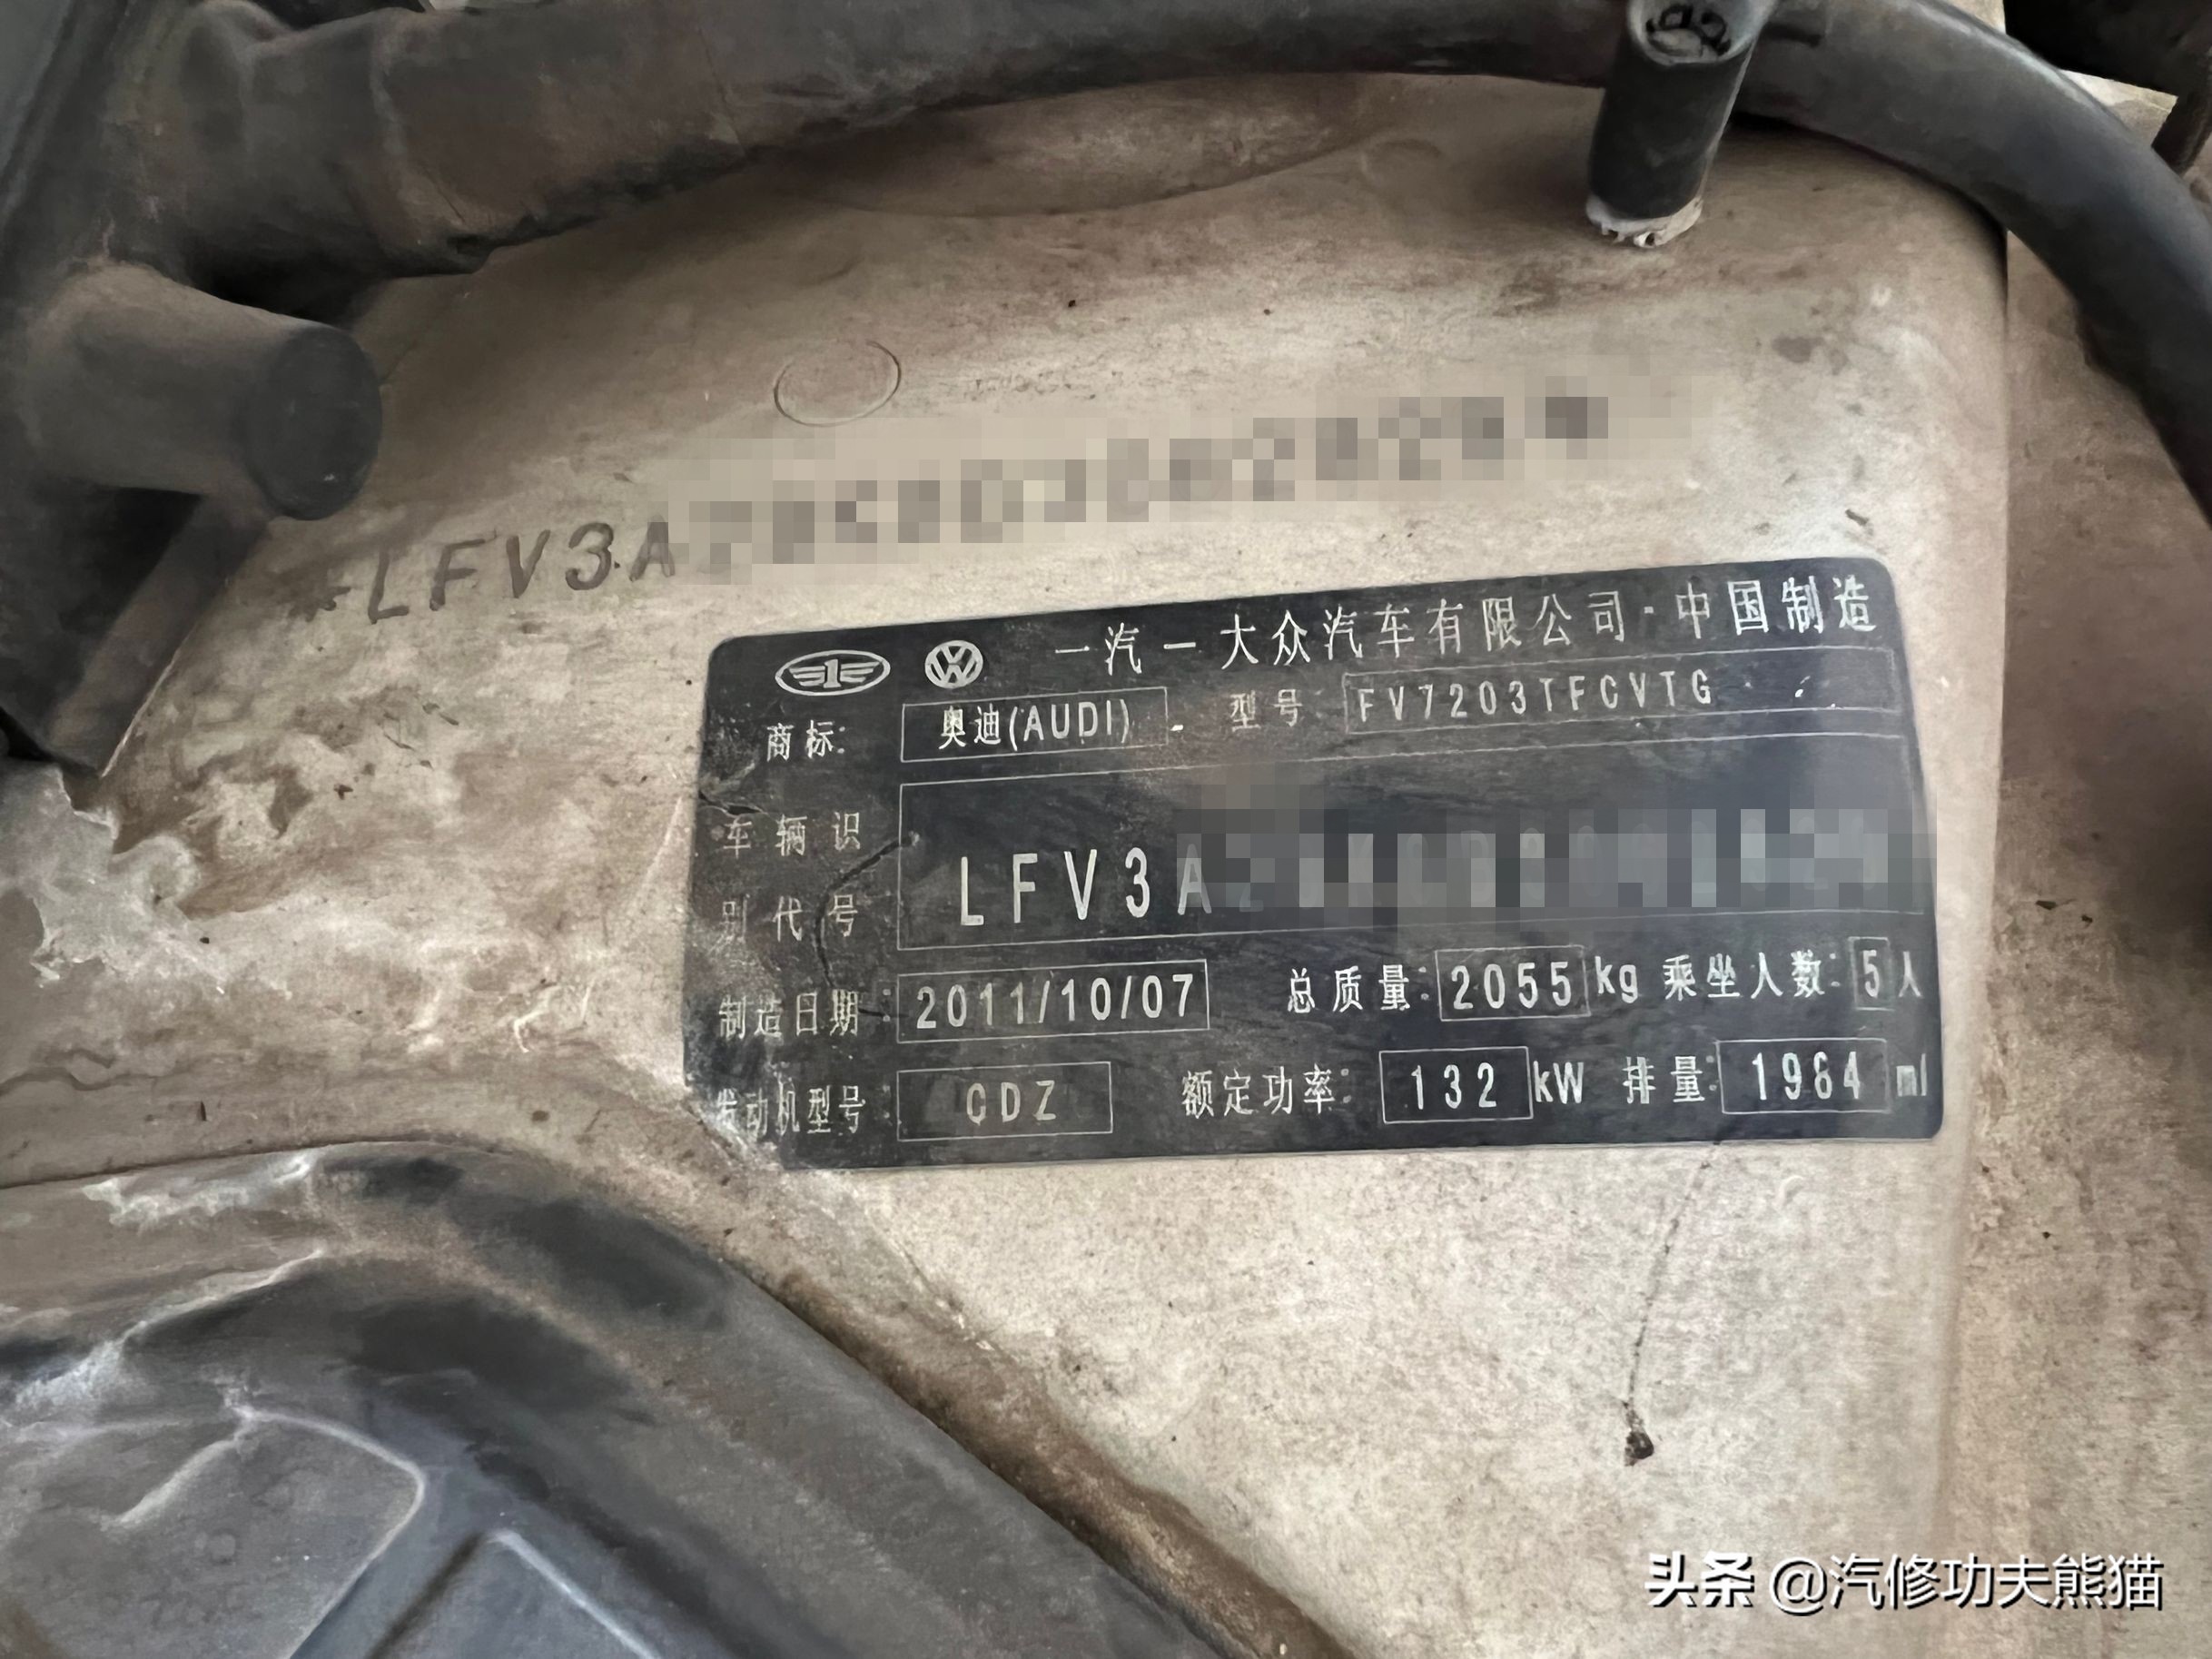 *LFV3A
一汽一大众汽车有限公司·中国制造
商标: 奥迪(AUDI) 型号: FV7203TFCVTG
车辆识别代号 LFV3A
制造日期: 2011/10/07 总质量: 2055 kg 乘坐人数: 5人
发动机型号: CDZ 额定功率: 132 kW 排量: 1984 ml
头条 @汽修功夫熊猫